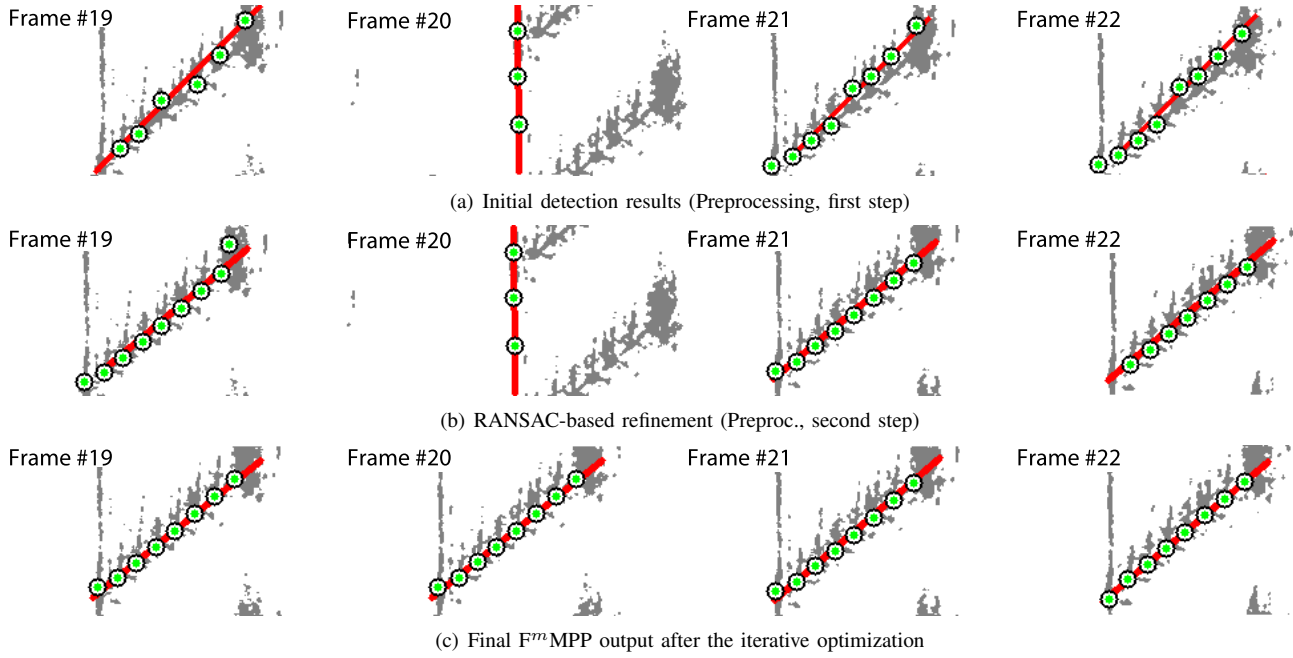 Frame #19 Frame #20 Frame #21 Frame #22
(a) Initial detection results (Preprocessing, first step)
Frame #19 Frame #20 Frame #21 Frame #22
(b) RANSAC-based refinement (Preproc., second step)
Frame #19 Frame #20 Frame #21 Frame #22
(c) Final FᵐMPP output after the iterative optimization